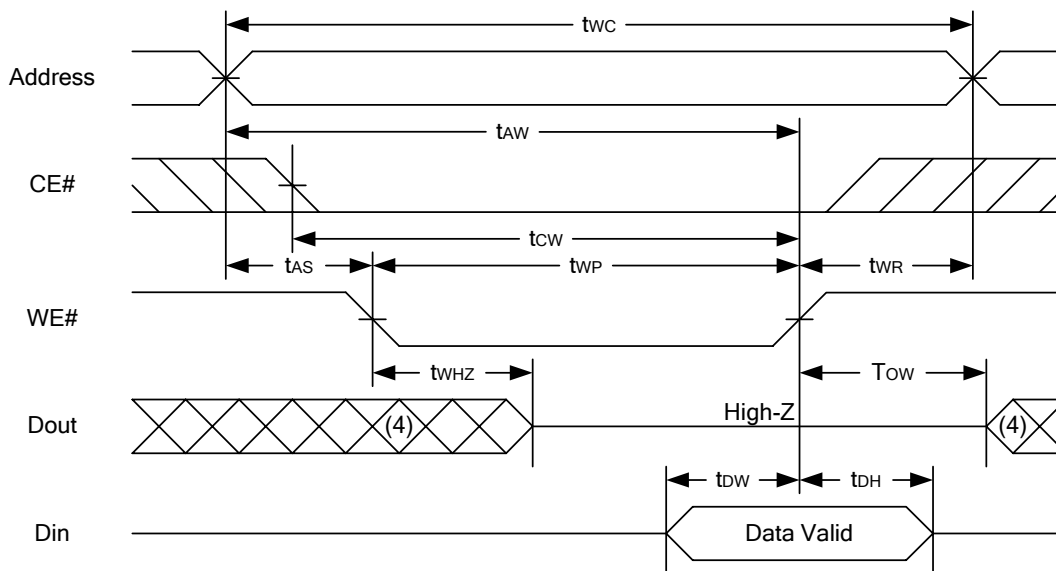 tWC
Address
tAW
CE#
tCW
tAS tWP tWR
WE#
tWHZ TOW
Dout (4) High-Z (4)
tDW tDH
Din Data Valid